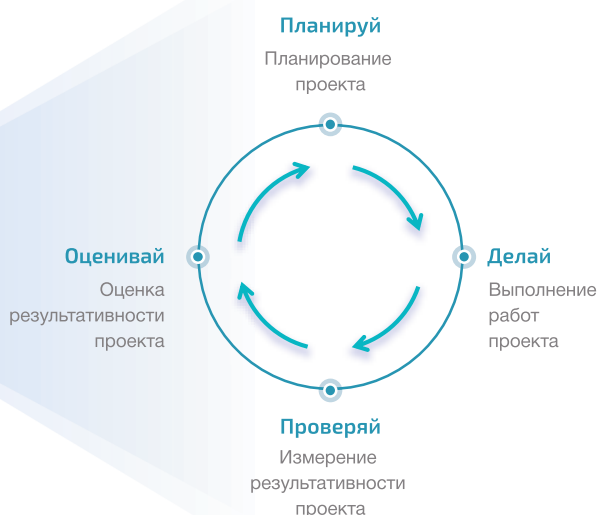 Планируй
Планирование
проекта
Оценивай
Оценка
результативности
проекта
Делай
Выполнение
работ
проекта
Проверяй
Измерение
результативности
проекта